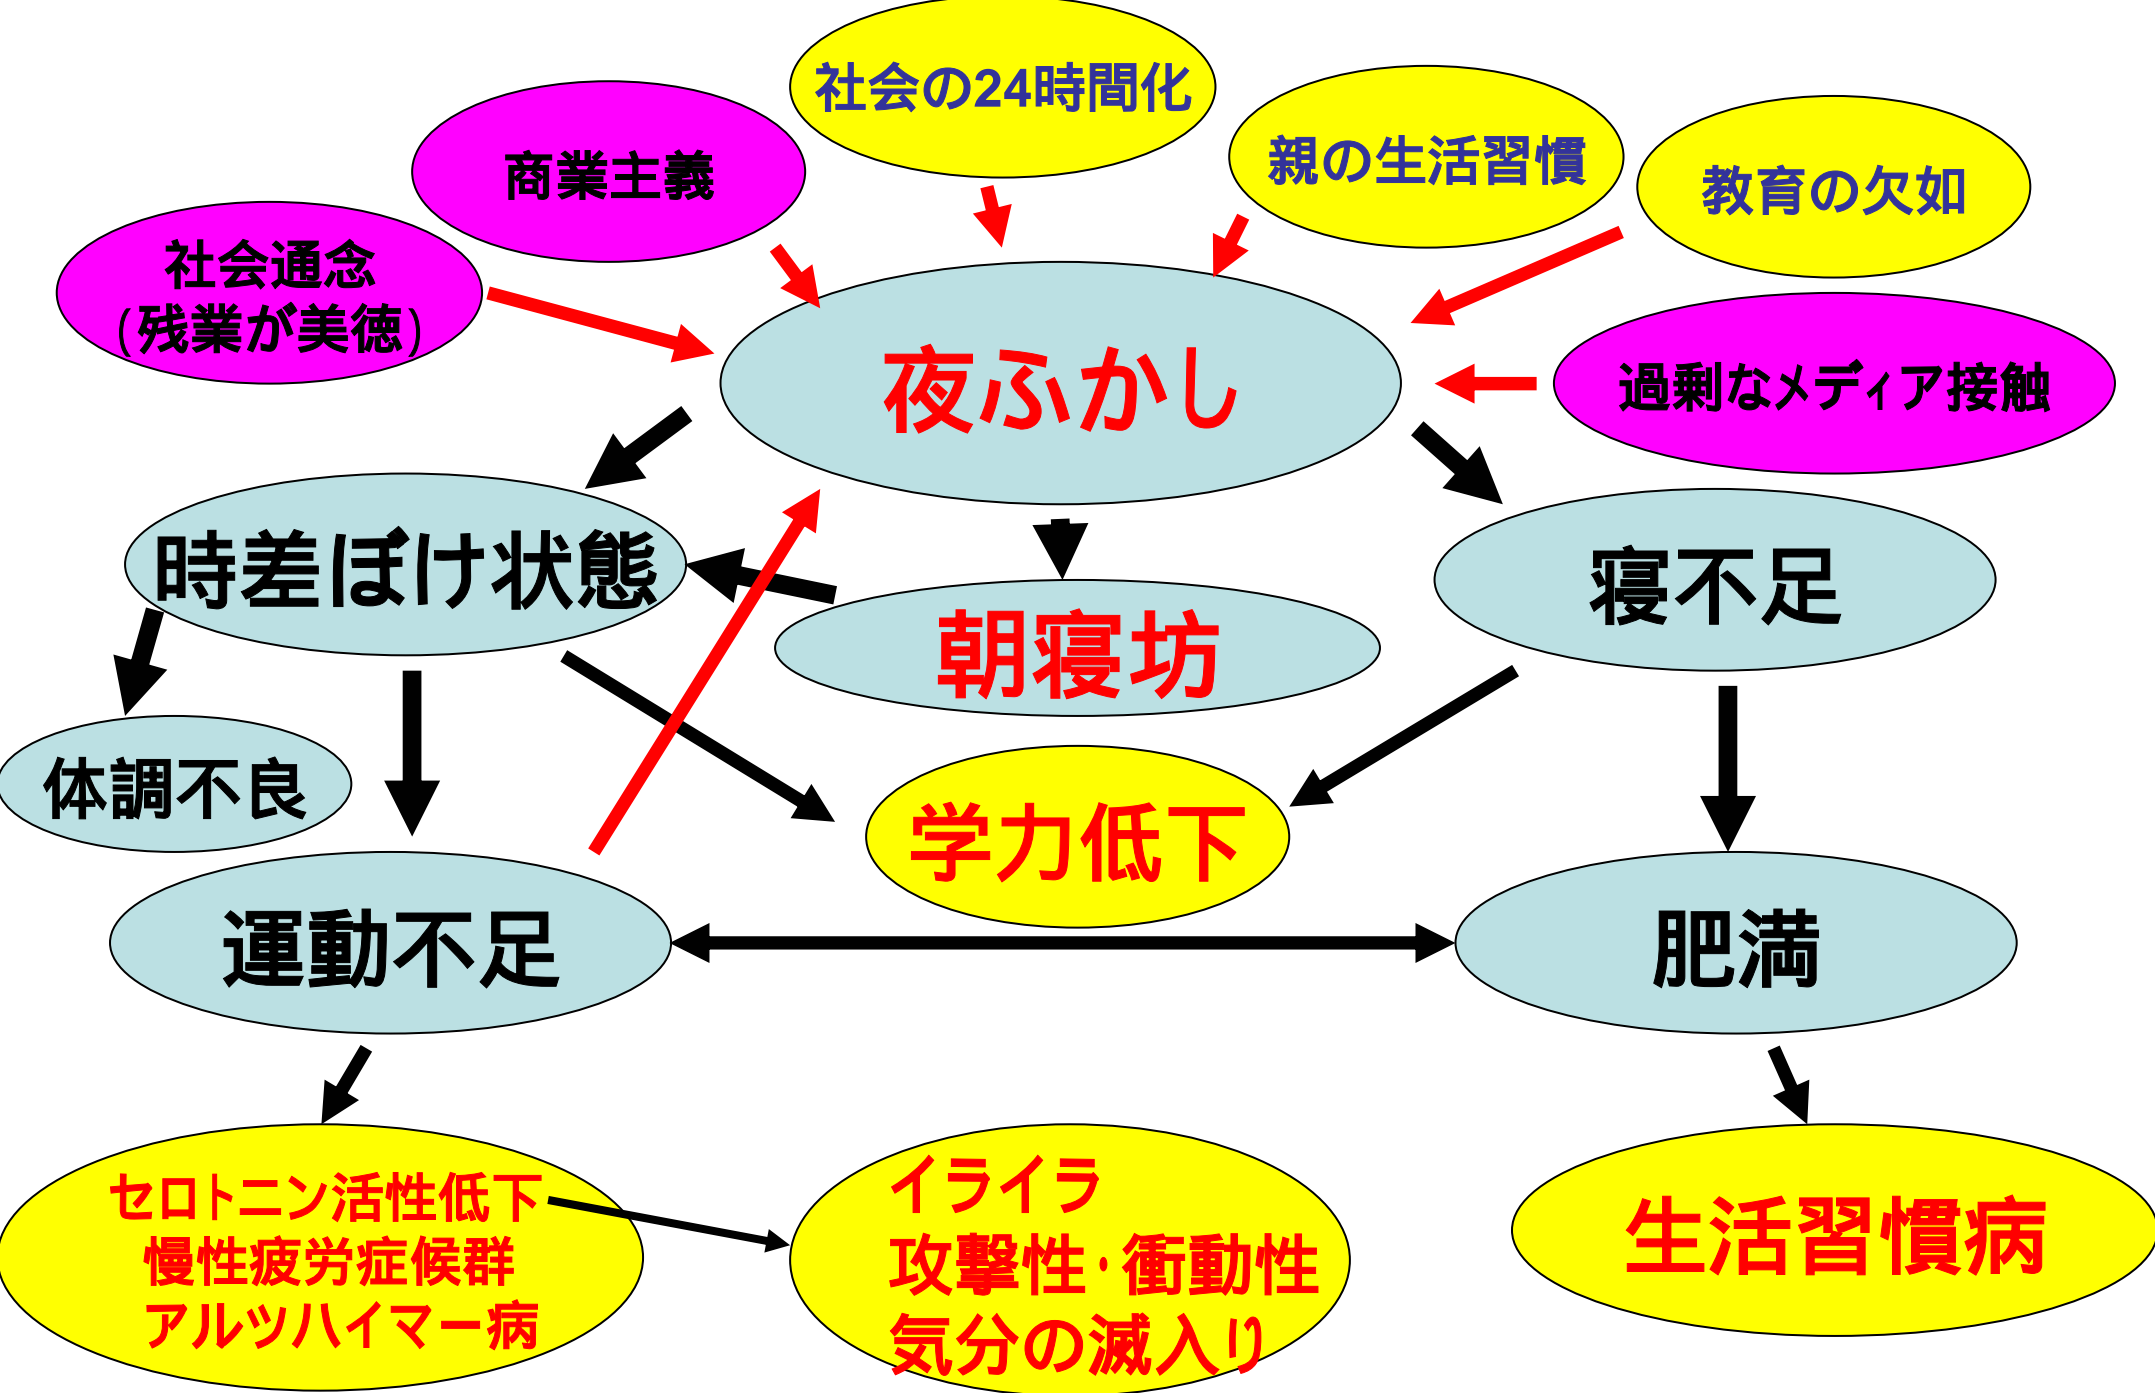 社会の24時間化
商業主義
親の生活習慣
教育の欠如
社会通念
(残業が美徳)
夜ふかし
過剰なメディア接触
時差ぼけ状態
寝不足
朝寝坊
体調不良
学力低下
運動不足
肥満
セロトニン活性低下
慢性疲労症候群
アルツハイマー病
イライラ
攻撃性・衝動性
気分の滅入り
生活習慣病